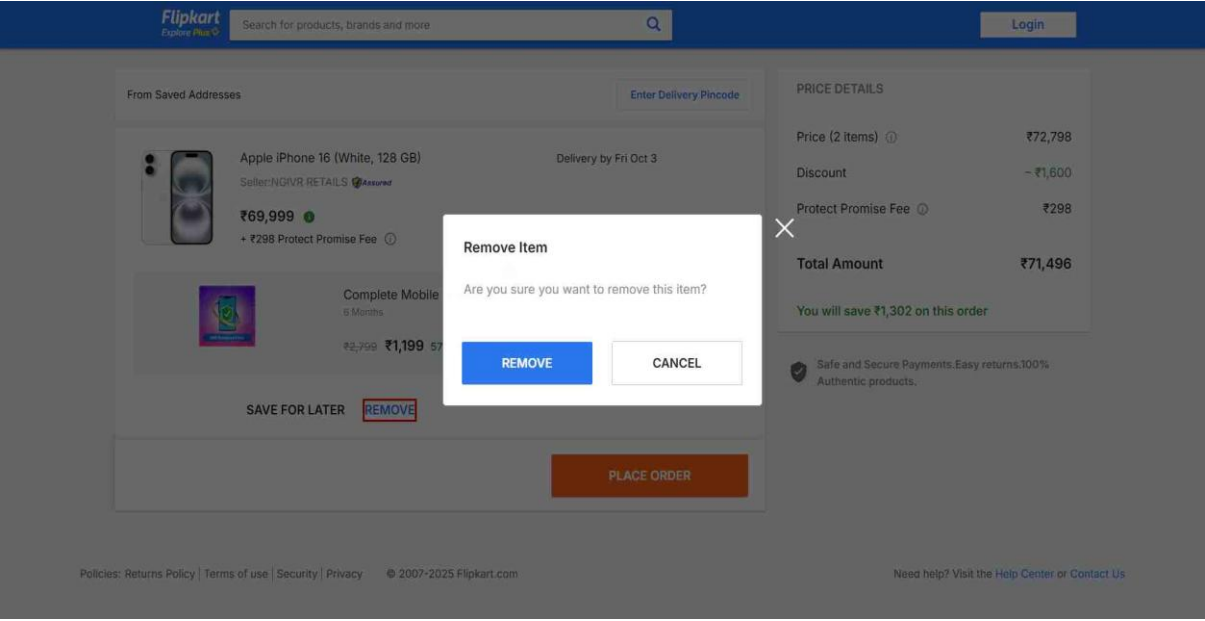 Flipkart
Explore Plus
Search for products, brands and more
Login
From Saved Addresses
Enter Delivery Pincode
Apple iPhone 16 (White, 128 GB)
Delivery by Fri Oct 3
Seller:NGIVR RETAILS Assured
₹69,999
+ ₹298 Protect Promise Fee
Complete Mobile
6 Months
₹2,799 ₹1,199 57
SAVE FOR LATER REMOVE
Remove Item
Are you sure you want to remove this item?
REMOVE CANCEL
PLACE ORDER
PRICE DETAILS
Price (2 items) ₹72,798
Discount − ₹1,600
Protect Promise Fee ₹298
Total Amount ₹71,496
You will save ₹1,302 on this order
Safe and Secure Payments.Easy returns.100%
Authentic products.
Policies: Returns Policy | Terms of use | Security | Privacy © 2007-2025 Flipkart.com
Need help? Visit the Help Center or Contact Us